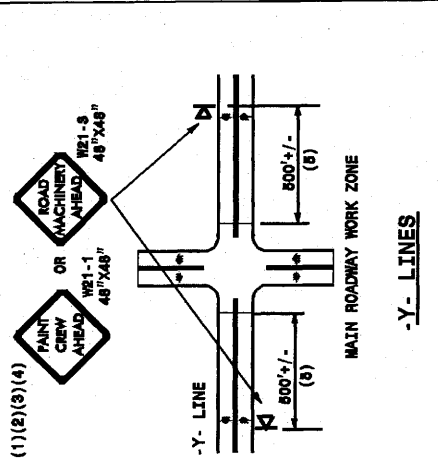 (1)(2)(3)(4)
PAINT
CREW
AHEAD
W21-1
48"X48"
OR
ROAD
MACHINERY
AHEAD
W21-3
48"X48"
-Y- LINE
500'+/-
(5)
500'+/-
(5)
MAIN ROADWAY WORK ZONE
-Y- LINES